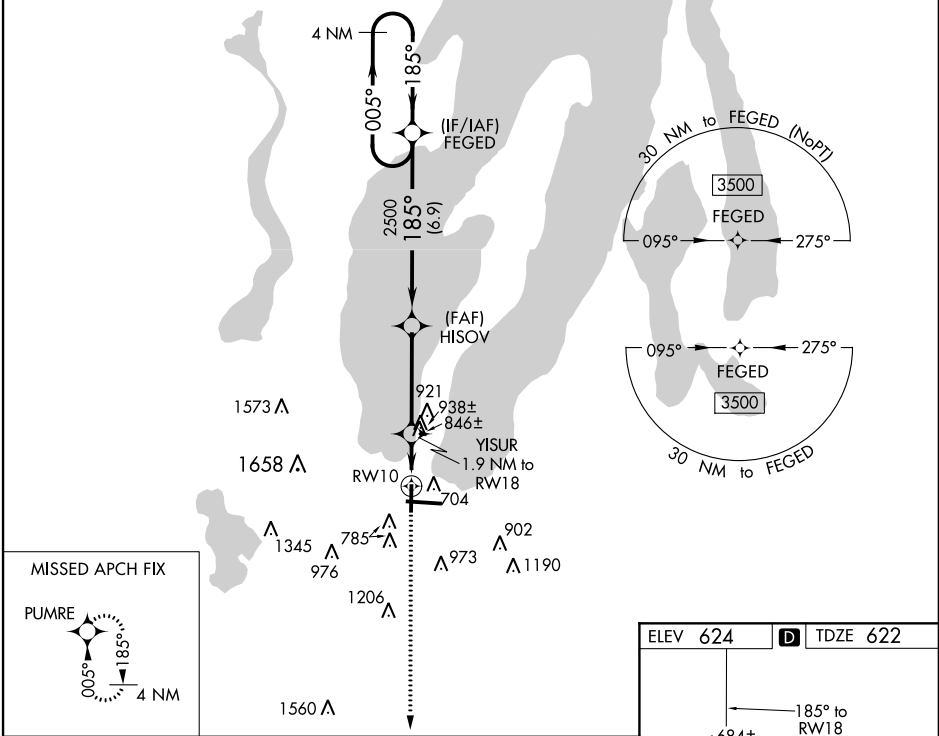 4 NM
185°
005°
(IF/IAF)
FEGED
2500
185°
(6.9)
(FAF)
HISOV
30 NM to FEGED (NoPT)
3500
FEGED
095°
275°
095°
275°
FEGED
3500
30 NM to FEGED
921
938±
846±
1573
1658
YISUR
1.9 NM to
RW18
RW10
704
1345
785
976
973
902
1190
1206
1560
MISSED APCH FIX
PUMRE
005°
185°
4 NM
ELEV 624 D TDZE 622
185° to
RW18
684±